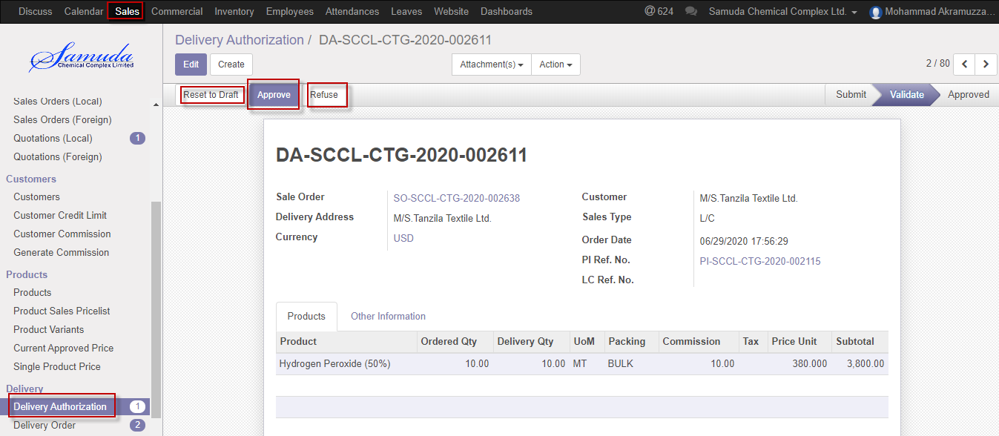 Discuss Calendar Sales Commercial Inventory Employees Attendances Leaves Website Dashboards @ 624 Samuda Chemical Complex Ltd. Mohammad Akramuzza...
Samuda
Chemical Complex Limited
Delivery Authorization / DA-SCCL-CTG-2020-002611
Edit Create Attachment(s) Action 2 / 80
Reset to Draft Approve Refuse Submit Validate Approved
Sales Orders (Local)
Sales Orders (Foreign)
Quotations (Local) 1
Quotations (Foreign)
Customers
Customers
Customer Credit Limit
Customer Commission
Generate Commission
Products
Products
Product Sales Pricelist
Product Variants
Current Approved Price
Single Product Price
Delivery
Delivery Authorization 1
Delivery Order 2
DA-SCCL-CTG-2020-002611
Sale Order SO-SCCL-CTG-2020-002638
Delivery Address M/S.Tanzila Textile Ltd.
Currency USD
Customer M/S.Tanzila Textile Ltd.
Sales Type L/C
Order Date 06/29/2020 17:56:29
PI Ref. No. PI-SCCL-CTG-2020-002115
LC Ref. No.
Products Other Information
Product Ordered Qty Delivery Qty UoM Packing Commission Tax Price Unit Subtotal
Hydrogen Peroxide (50%) 10.00 10.00 MT BULK 10.00 380.000 3,800.00